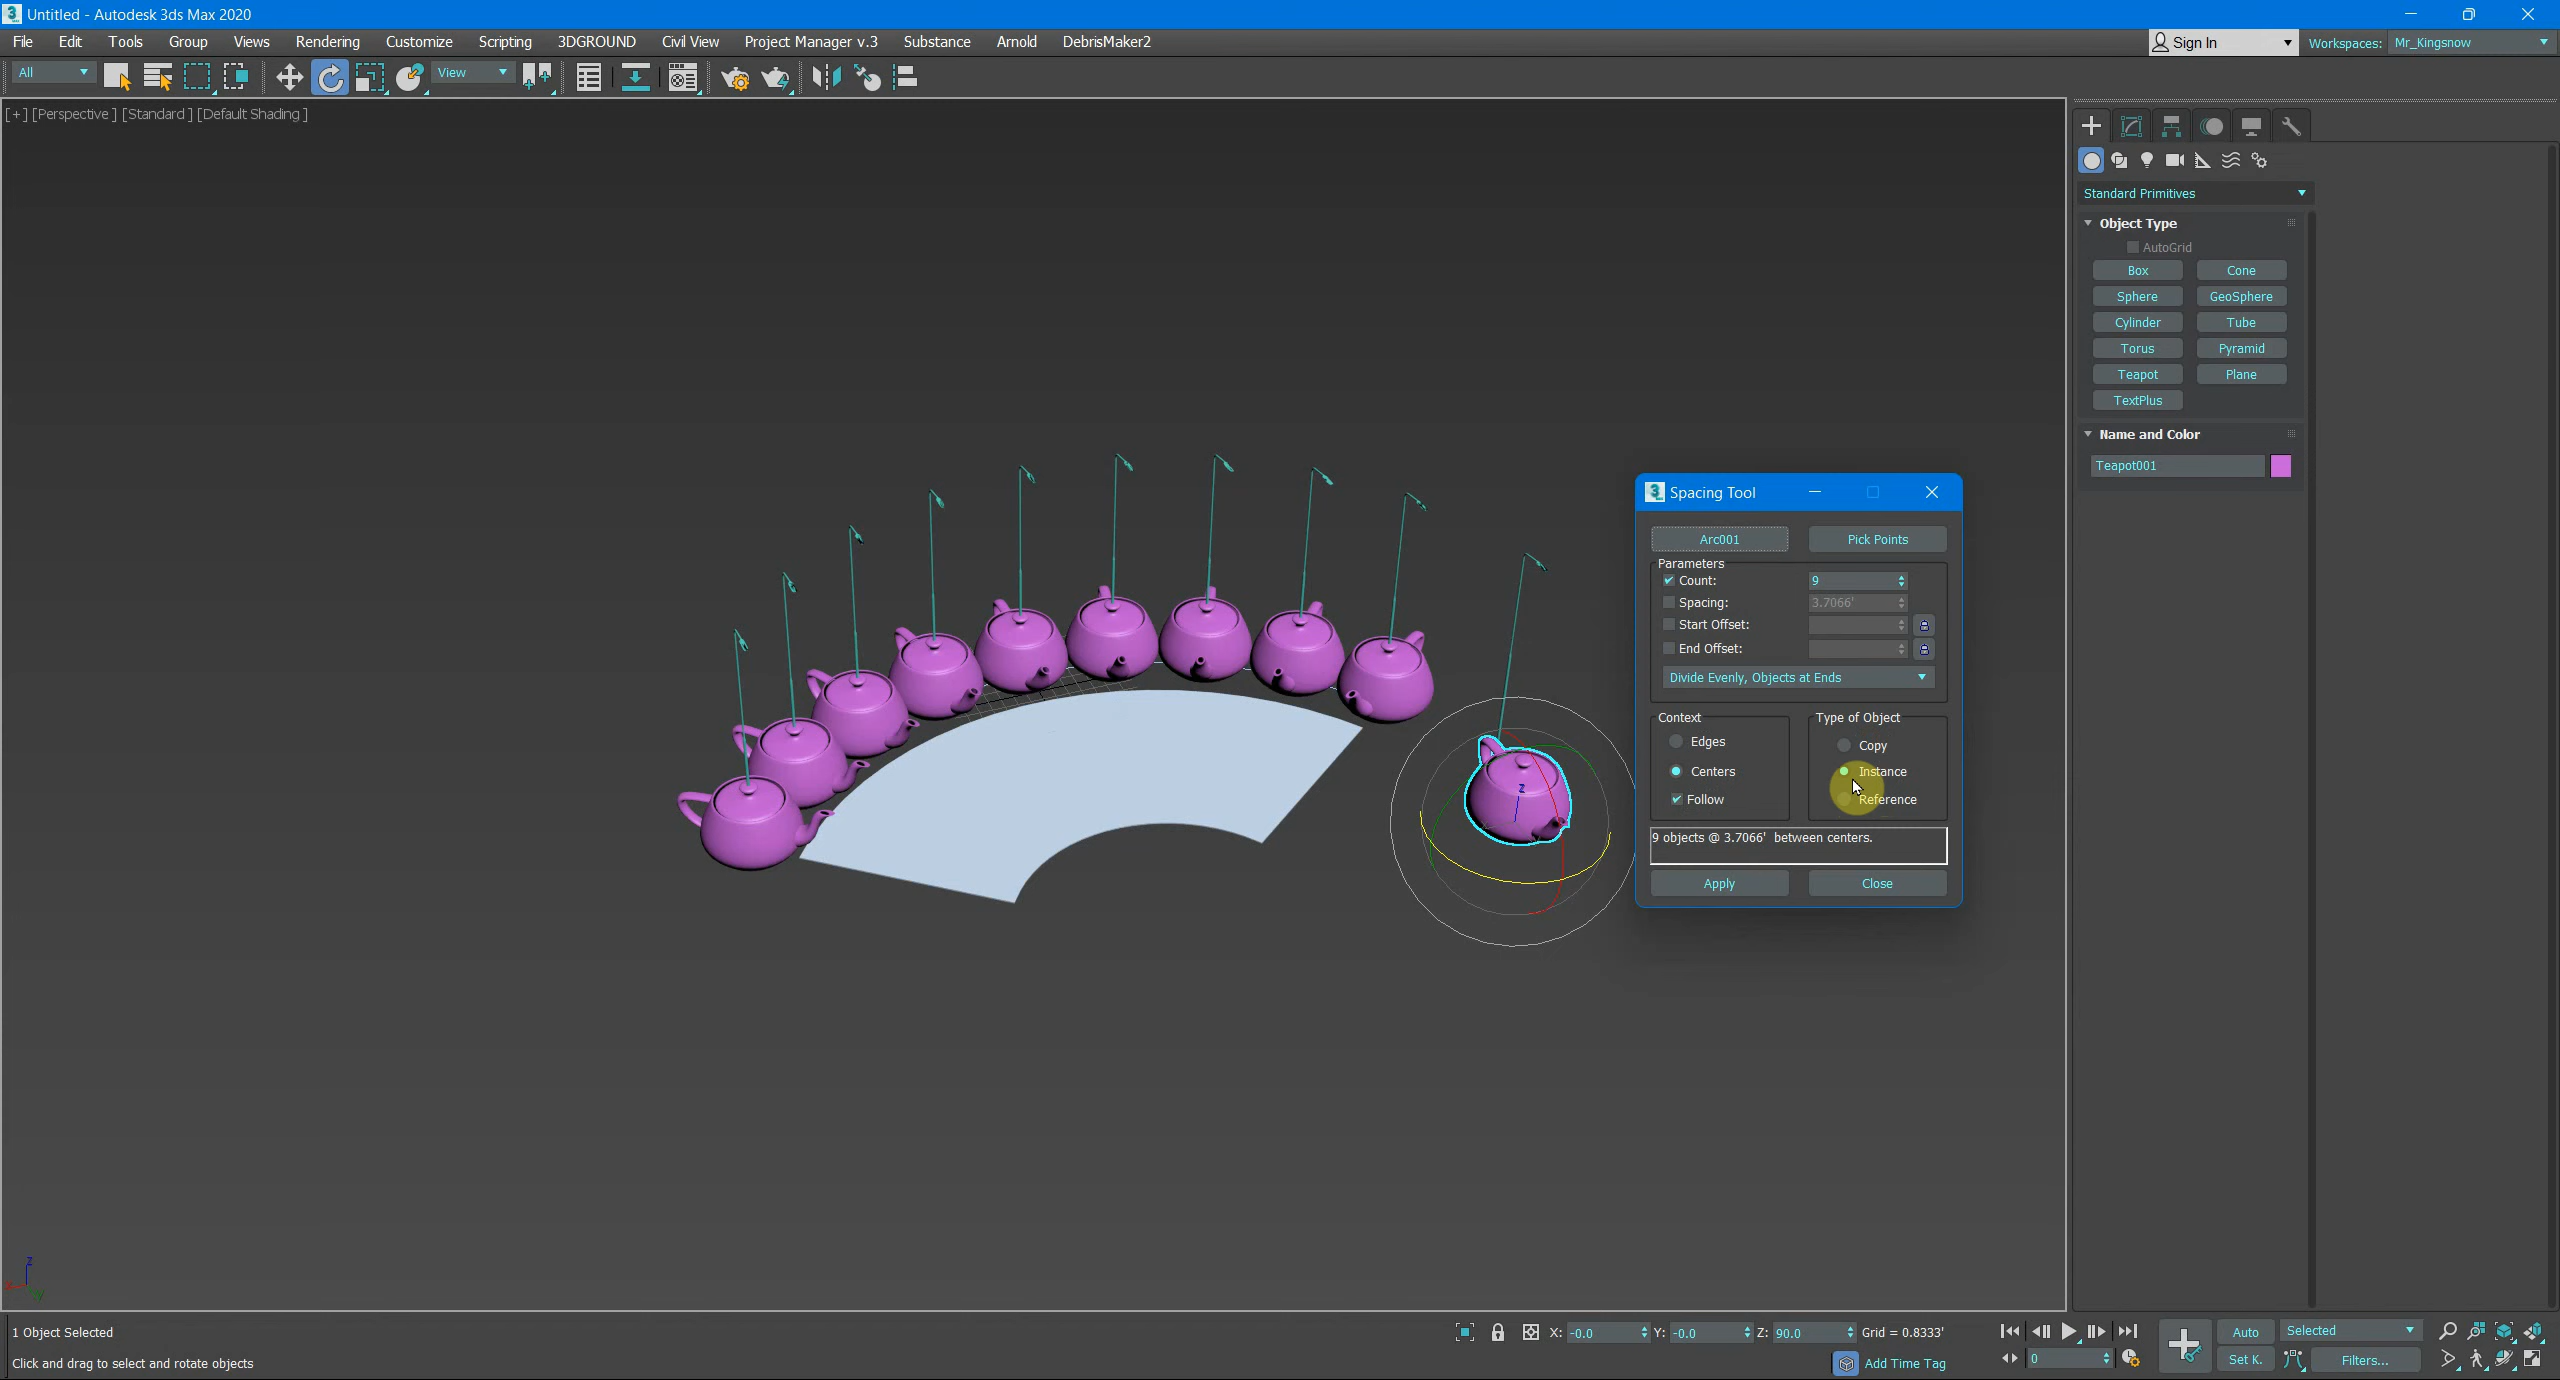 Untitled - Autodesk 3ds Max 2020
File Edit Tools Group Views Rendering Customize Scripting 3DGROUND Civil View Project Manager v.3 Substance Arnold DebrisMaker2
Sign In
Workspaces: Mr_Kingsnow
All
View
[+] [Perspective ] [Standard ] [Default Shading ]
Standard Primitives
Object Type
AutoGrid
Box Cone
Sphere GeoSphere
Cylinder Tube
Torus Pyramid
Teapot Plane
TextPlus
Name and Color
Teapot001
Spacing Tool
Arc001 Pick Points
Parameters
Count: 9
Spacing: 3.7066'
Start Offset:
End Offset:
Divide Evenly, Objects at Ends
Context
Edges
Centers
Follow
Type of Object
Copy
Instance
Reference
9 objects @ 3.7066' between centers.
Apply Close
z
z
x
y
1 Object Selected
Click and drag to select and rotate objects
X: -0.0 Y: -0.0 Z: 90.0 Grid = 0.8333'
Add Time Tag
0
Auto Selected
Set K. Filters...